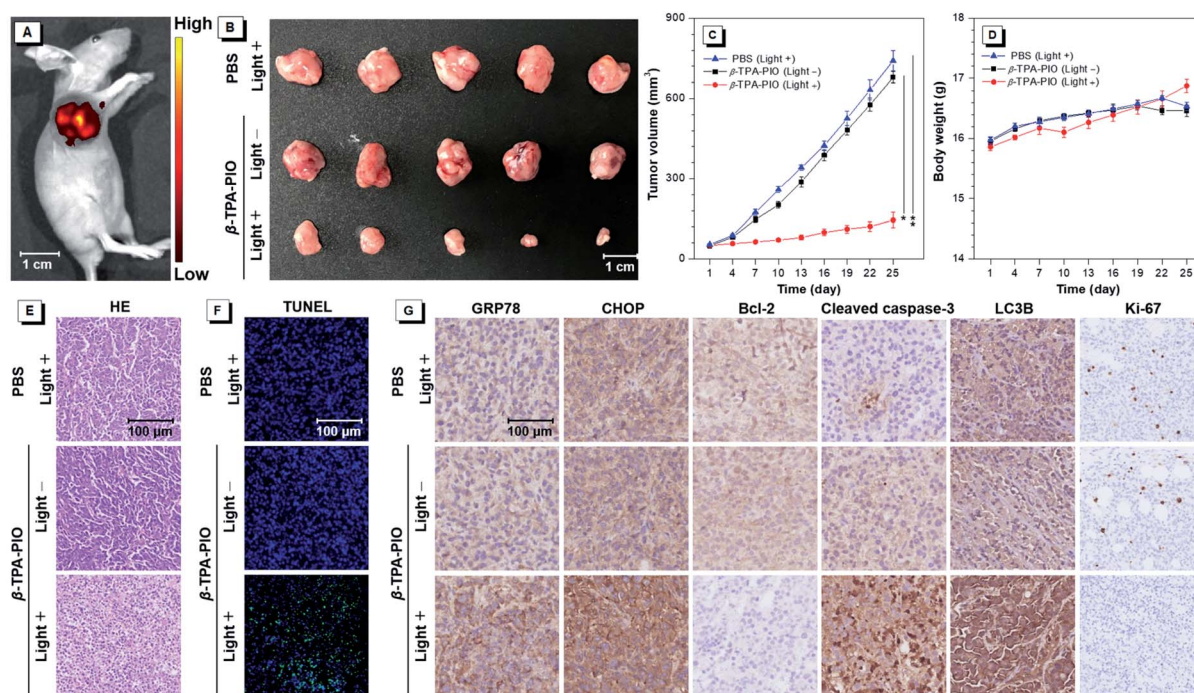 A
High
Low
1 cm
B
PBS
Light +
β-TPA-PIO
Light −
Light +
1 cm
C
Tumor volume (mm³)
900
600
300
0
PBS (Light +)
β-TPA-PIO (Light −)
β-TPA-PIO (Light +)
*
**
1 4 7 10 13 16 19 22 25
Time (day)
D
Body weight (g)
18
17
16
15
14
PBS (Light +)
β-TPA-PIO (Light −)
β-TPA-PIO (Light +)
1 4 7 10 13 16 19 22 25
Time (day)
E
HE
PBS
Light +
100 µm
β-TPA-PIO
Light −
Light +
F
TUNEL
PBS
Light +
100 µm
β-TPA-PIO
Light −
Light +
G
GRP78 CHOP Bcl-2 Cleaved caspase-3 LC3B Ki-67
PBS
Light +
100 µm
β-TPA-PIO
Light −
Light +